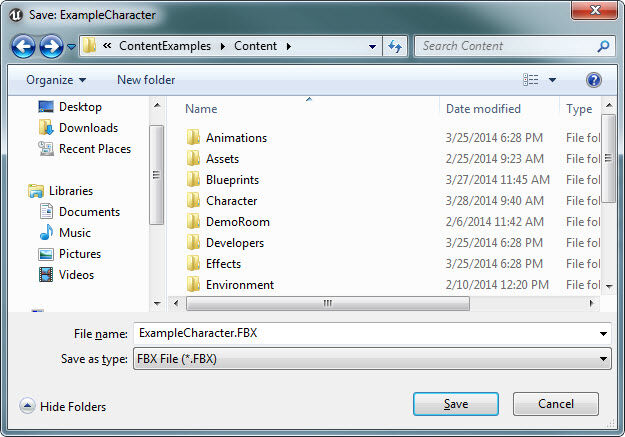 Save: ExampleCharacter
« ContentExamples Content
Search Content
Organize New folder
Name Date modified Type
Desktop
Downloads
Recent Places
Libraries
Documents
Music
Pictures
Videos
Animations 3/25/2014 6:28 PM File fol
Assets 2/25/2014 9:23 AM File fol
Blueprints 3/27/2014 11:45 AM File fol
Character 3/28/2014 9:40 AM File fol
DemoRoom 2/6/2014 11:42 AM File fol
Developers 3/25/2014 6:28 PM File fol
Effects 3/25/2014 6:28 PM File fol
Environment 2/10/2014 12:20 PM File fol
File name: ExampleCharacter.FBX
Save as type: FBX File (*.FBX)
Hide Folders Save Cancel